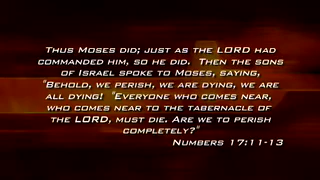 Thus Moses did; just as the LORD had
commanded him, so he did.  Then the sons
of Israel spoke to Moses, saying,
"Behold, we perish, we are dying, we are
all dying!  "Everyone who comes near,
who comes near to the tabernacle of
the LORD, must die. Are we to perish
completely?"
Numbers 17:11-13